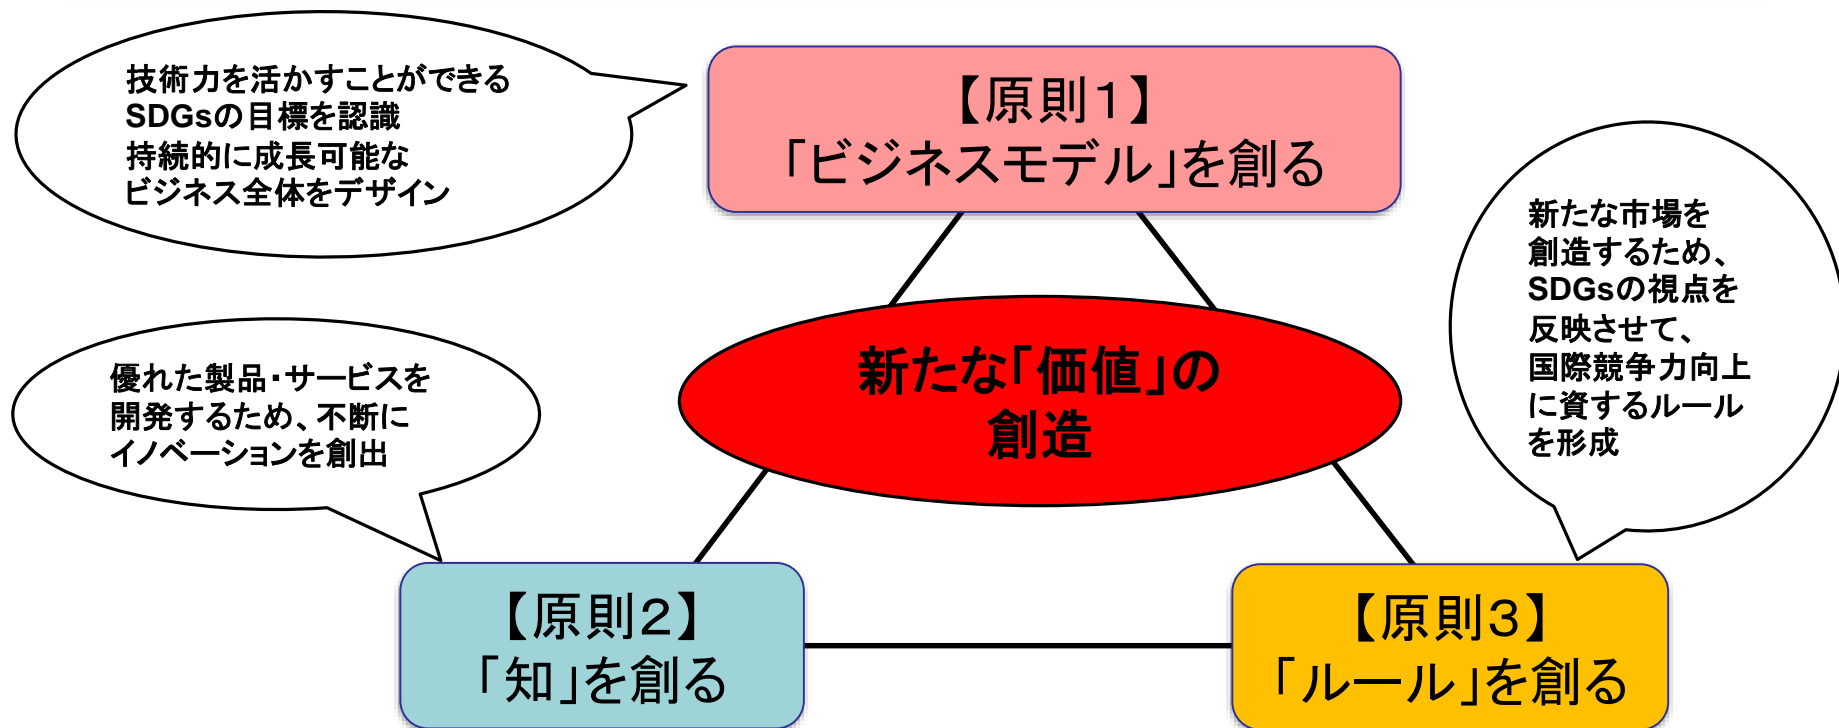 技術力を活かすことができる
SDGsの目標を認識
持続的に成長可能な
ビジネス全体をデザイン
【原則１】
「ビジネスモデル」を創る
新たな市場を
創造するため、
SDGsの視点を
反映させて、
国際競争力向上
に資するルール
を形成
優れた製品・サービスを
開発するため、不断に
イノベーションを創出
新たな「価値」の
創造
【原則２】
「知」を創る
【原則３】
「ルール」を創る